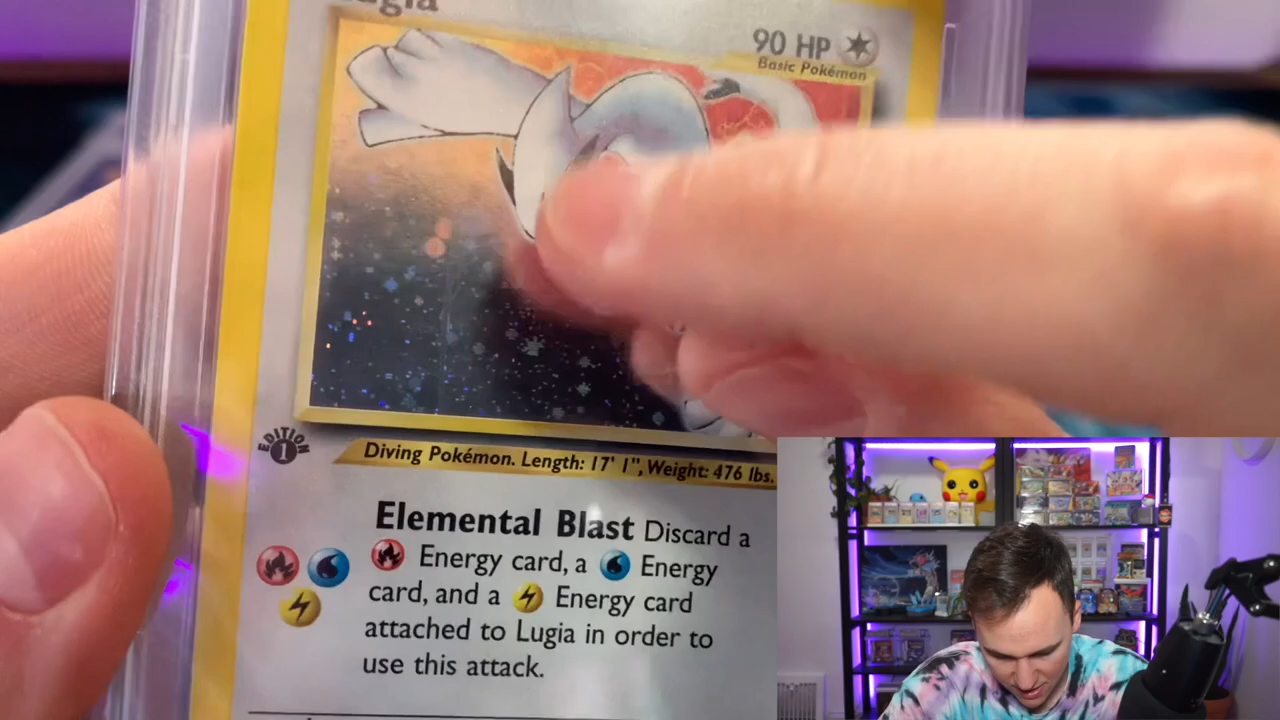 Lugia
90 HP
Basic Pokémon
EDITION
1
Diving Pokémon. Length: 17' 1", Weight: 476 lbs.
Elemental Blast Discard a
Energy card, a Energy
card, and a Energy card
attached to Lugia in order to
use this attack.